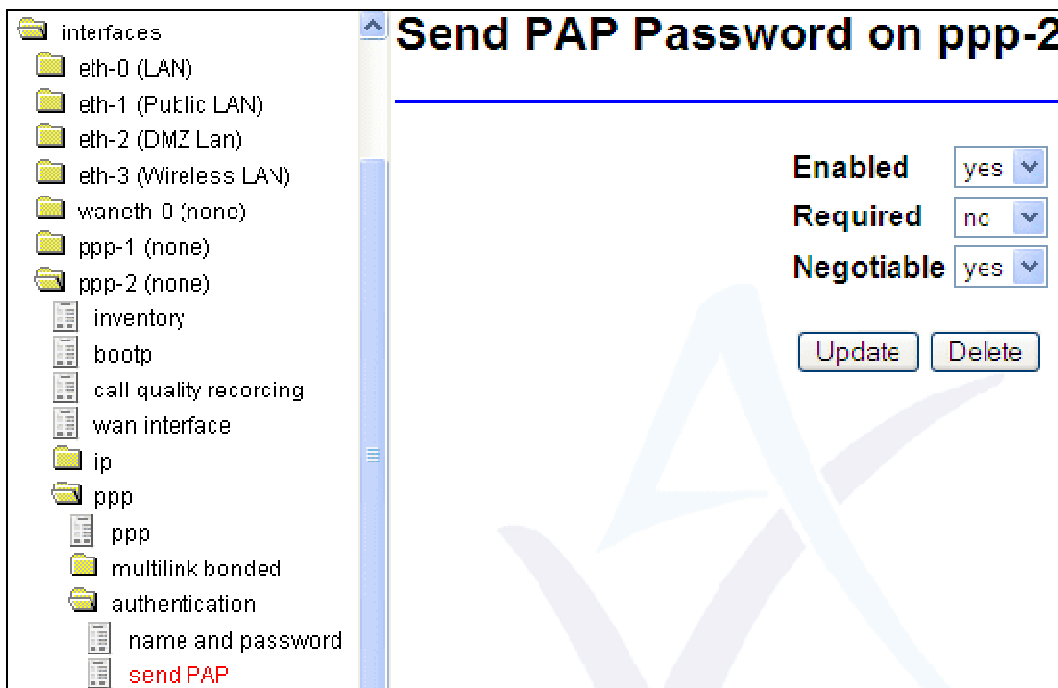 interfaces
eth-0 (LAN)
eth-1 (Public LAN)
eth-2 (DMZ Lan)
eth-3 (Wireless LAN)
waneth-0 (none)
ppp-1 (none)
ppp-2 (none)
inventory
bootp
call quality recording
wan interface
ip
ppp
ppp
multilink bonded
authentication
name and password
send PAP
Send PAP Password on ppp-2
Enabled yes
Required no
Negotiable yes
Update Delete